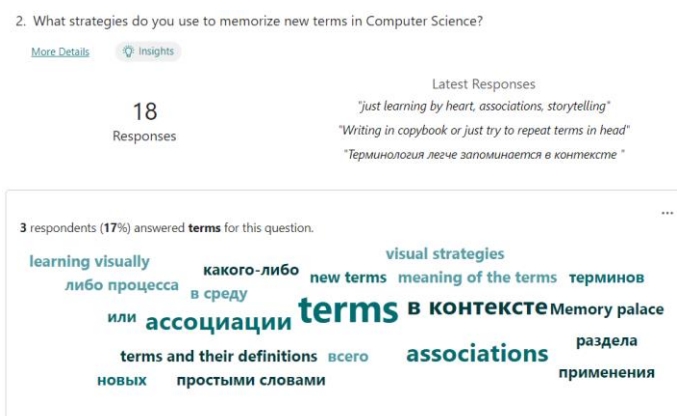 2. What strategies do you use to memorize new terms in Computer Science?
More Details
Insights
18
Responses
Latest Responses
"just learning by heart, associations, storytelling"
"Writing in copybook or just try to repeat terms in head"
"Терминология легче запоминается в контексте "
...
3 respondents (17%) answered terms for this question.
learning visually
visual strategies
какого-либо
new terms
meaning of the terms
терминов
либо процесса
в среду
или
ассоциации
terms
в контексте
Memory palace
terms and their definitions
всего
associations
раздела
новых
простыми словами
применения